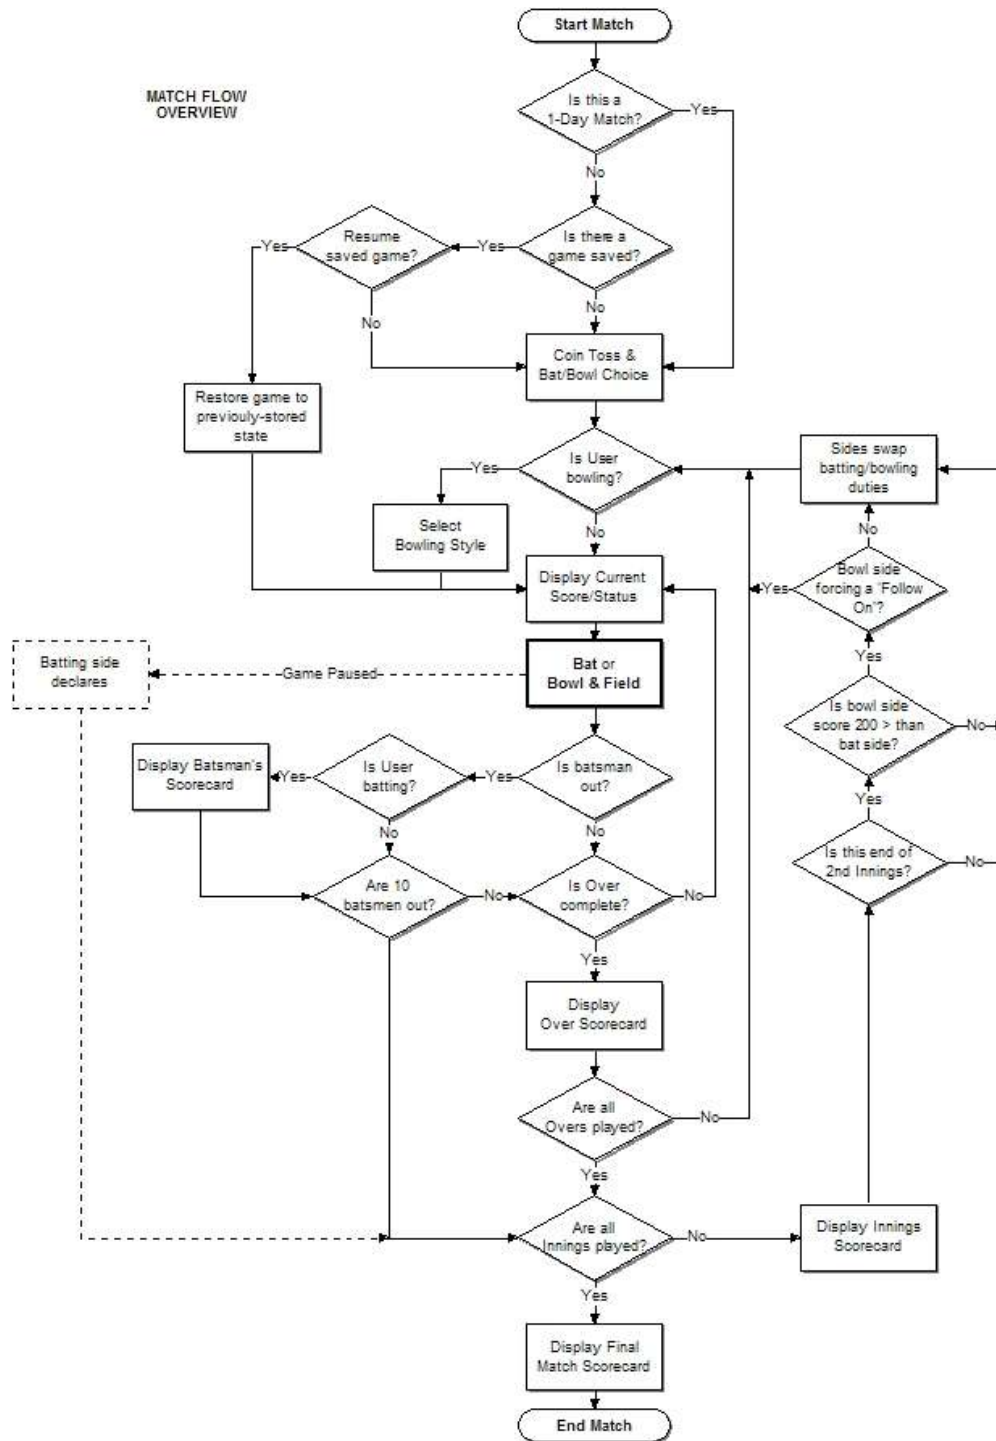 Start Match
MATCH FLOW
OVERVIEW
Is this a
1-Day Match?
Yes
No
Resume
saved game?
Yes
Yes
Is there a
game saved?
No
No
Coin Toss &
Bat/Bowl Choice
Restore game to
previouly-stored
state
Is User
bowling?
Yes
Sides swap
batting/bowling
duties
Select
Bowling Style
No
No
Display Current
Score/Status
Bowl side
forcing a 'Follow
On'?
Yes
Batting side
declares
Game Paused
Bat or
Bowl & Field
Yes
Is bowl side
score 200 > than
bat side?
No
Display Batsman's
Scorecard
Yes
Is User
batting?
Yes
Is batsman
out?
Yes
No
No
Is this end of
2nd Innings?
No
Are 10
batsmen out?
No
Is Over
complete?
No
Yes
Display
Over Scorecard
Are all
Overs played?
No
Yes
Are all
Innings played?
No
Display Innings
Scorecard
Yes
Display Final
Match Scorecard
End Match